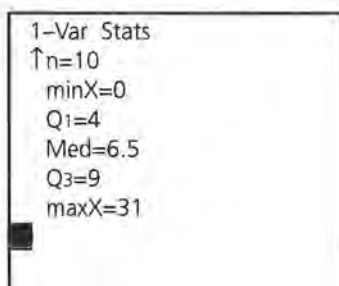 1-Var Stats
↑n=10
minX=0
Q1=4
Med=6.5
Q3=9
maxX=31